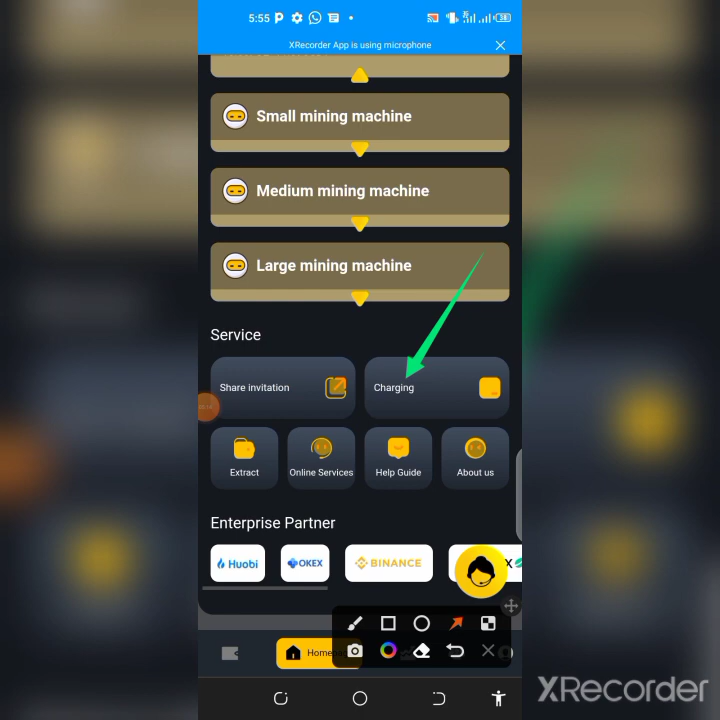 5:55
XRecorder App is using microphone
Small mining machine
Medium mining machine
Large mining machine
Service
Share invitation
Charging
Extract
Online Services
Help Guide
About us
Enterprise Partner
Huobi
OKEX
BINANCE
X
Home
XRecorder